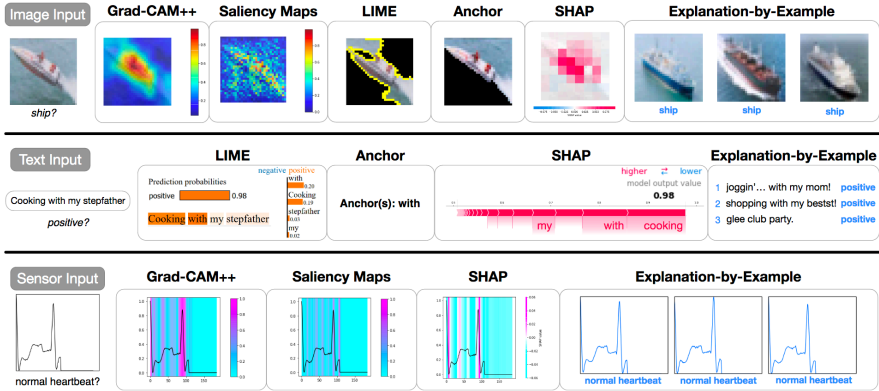 Image Input
Grad-CAM++
Saliency Maps
LIME
Anchor
SHAP
Explanation-by-Example
ship?
ship
ship
ship
Text Input
LIME
Anchor
SHAP
Explanation-by-Example
Cooking with my stepfather
positive?
Prediction probabilities
positive 0.98
Cooking with my stepfather
negative positive
with
0.20
Cooking
0.19
stepfather
0.03
my
0.02
Anchor(s): with
higher ⇄ lower
model output value
0.98
my with cooking
1 joggin'... with my mom! positive
2 shopping with my bestst! positive
3 glee club party. positive
Sensor Input
Grad-CAM++
Saliency Maps
SHAP
Explanation-by-Example
normal heartbeat?
normal heartbeat
normal heartbeat
normal heartbeat